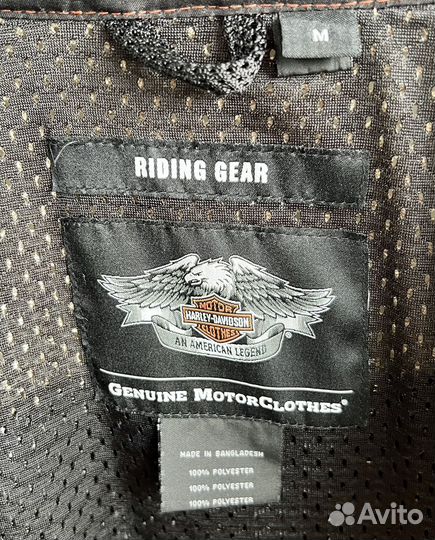 M
RIDING GEAR
MOTOR
HARLEY-DAVIDSON
CLOTHES
AN AMERICAN LEGEND
GENUINE MOTORCLOTHES®
MADE IN BANGLADESH
100% POLYESTER
100% POLYESTER
100% POLYESTER
Avito